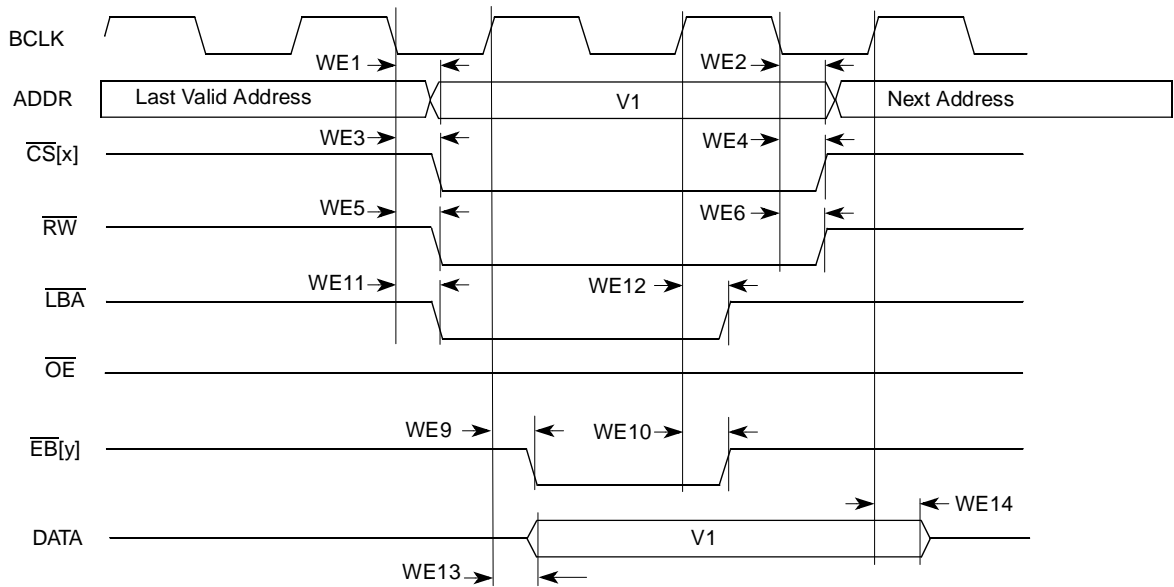 BCLK
WE1
WE2
ADDR
Last Valid Address
V1
Next Address
WE3
WE4
CS[x]
WE5
WE6
RW
WE11
WE12
LBA
OE
WE9
WE10
EB[y]
WE14
DATA
V1
WE13